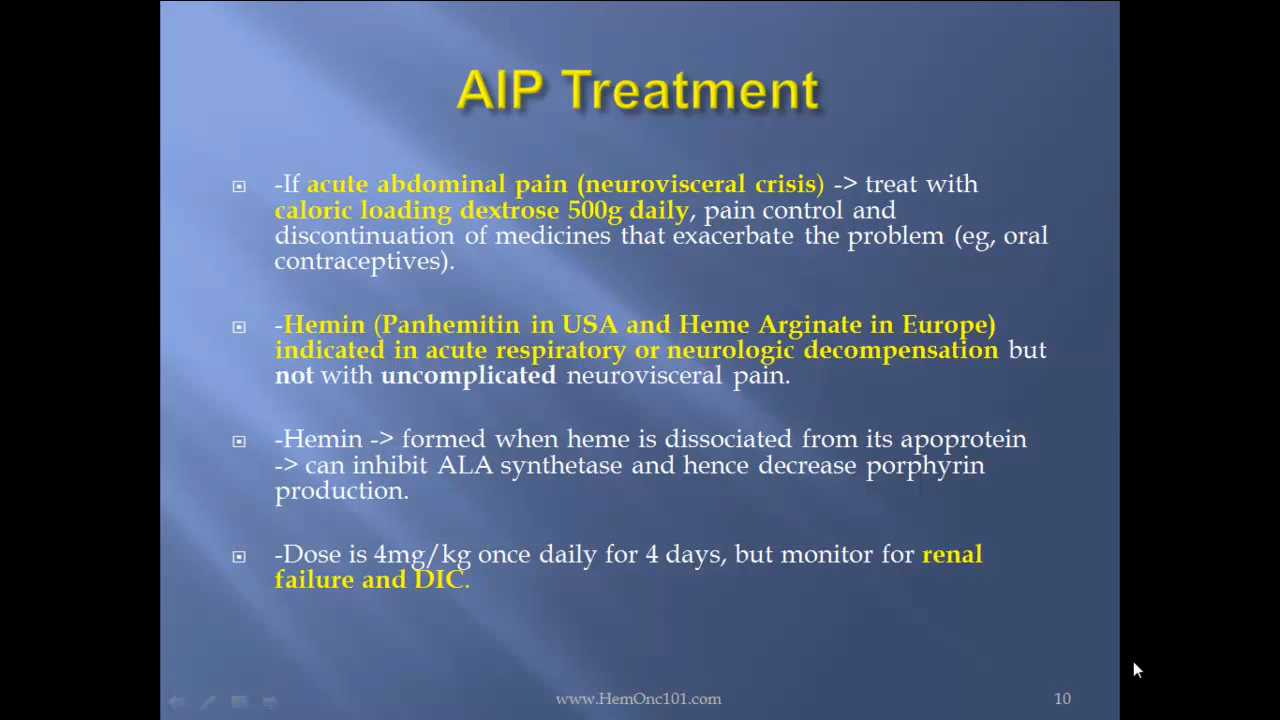 AIP Treatment
-If acute abdominal pain (neurovisceral crisis) -> treat with
caloric loading dextrose 500g daily, pain control and
discontinuation of medicines that exacerbate the problem (eg, oral
contraceptives).
-Hemin (Panhemitin in USA and Heme Arginate in Europe)
indicated in acute respiratory or neurologic decompensation but
not with uncomplicated neurovisceral pain.
-Hemin -> formed when heme is dissociated from its apoprotein
-> can inhibit ALA synthetase and hence decrease porphyrin
production.
-Dose is 4mg/kg once daily for 4 days, but monitor for renal
failure and DIC.
www.HemOnc101.com
10